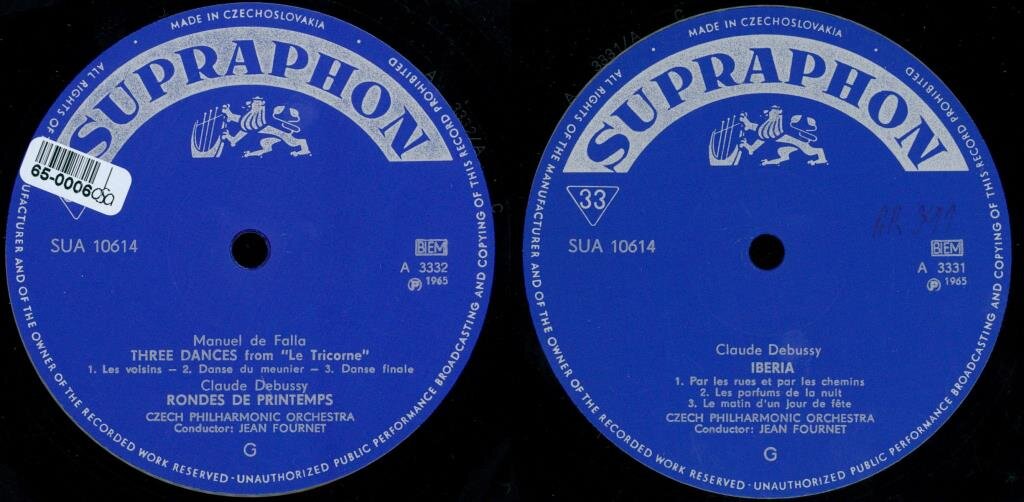 MADE IN CZECHOSLOVAKIA
ALL RIGHTS OF UFACTURER AND OF THE OWNER OF THE RECORDED WORK RESERVED - UNAUTHORIZED PUBLIC PERFORMANCE BROADCASTING AND COPYING OF THIS RECORD PROHIBITED
SUPRAPHON
65-0006
SUA 10614
BIEM
A 3332
Ⓟ 1965
Manuel de Falla
THREE DANCES from "Le Tricorne"
1. Les voisins – 2. Danse du meunier – 3. Danse finale
Claude Debussy
RONDES DE PRINTEMPS
CZECH PHILHARMONIC ORCHESTRA
Conductor: JEAN FOURNET
G
MADE IN CZECHOSLOVAKIA
ALL RIGHTS OF THE MANUFACTURER AND OF THE OWNER OF THE RECORDED WORK RESERVED - UNAUTHORIZED PUBLIC PERFORMANCE BROADCASTING AND COPYING OF THIS RECORD PROHIBITED
SUPRAPHON
33
SUA 10614
BIEM
A 3331
Ⓟ 1965
Claude Debussy
IBERIA
1. Par les rues et par les chemins
2. Les parfums de la nuit
3. Le matin d'un jour de fête
CZECH PHILHARMONIC ORCHESTRA
Conductor: JEAN FOURNET
G